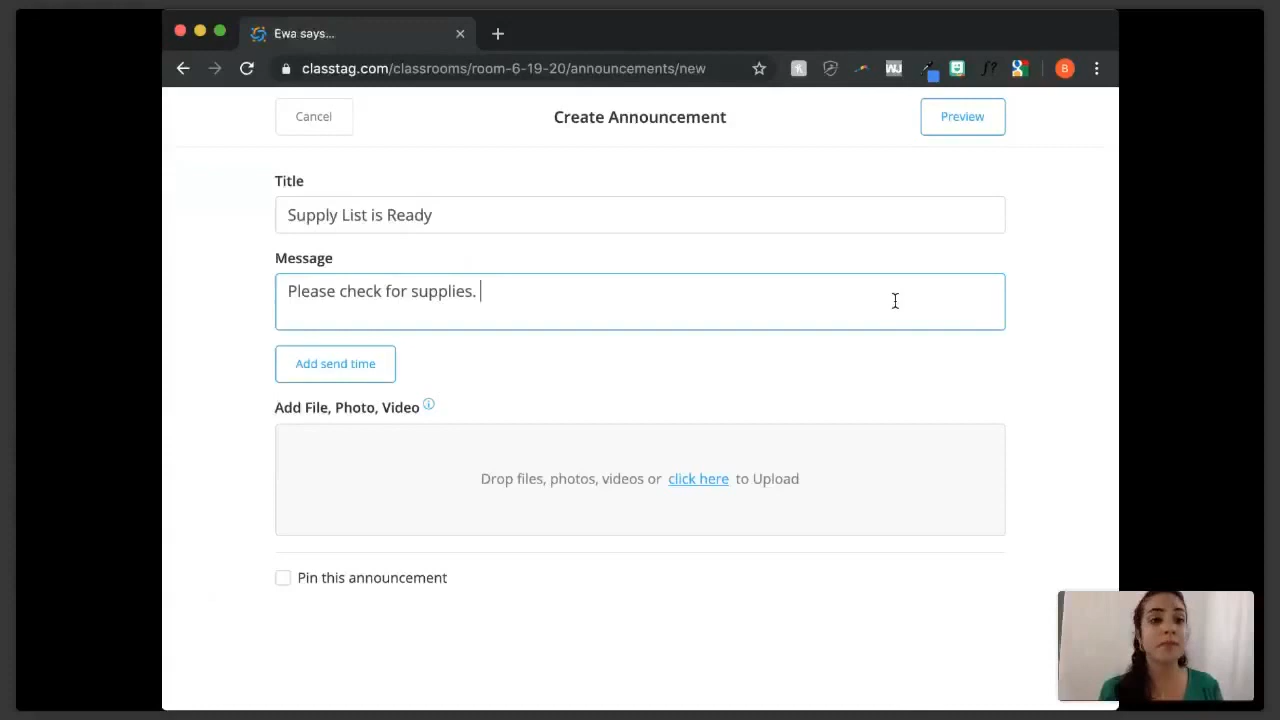 Ewa says...
classtag.com/classrooms/room-6-19-20/announcements/new
WJ
f?
B
Cancel
Create Announcement
Preview
Title
Supply List is Ready
Message
Please check for supplies.
Add send time
Add File, Photo, Video
Drop files, photos, videos or click here to Upload
Pin this announcement